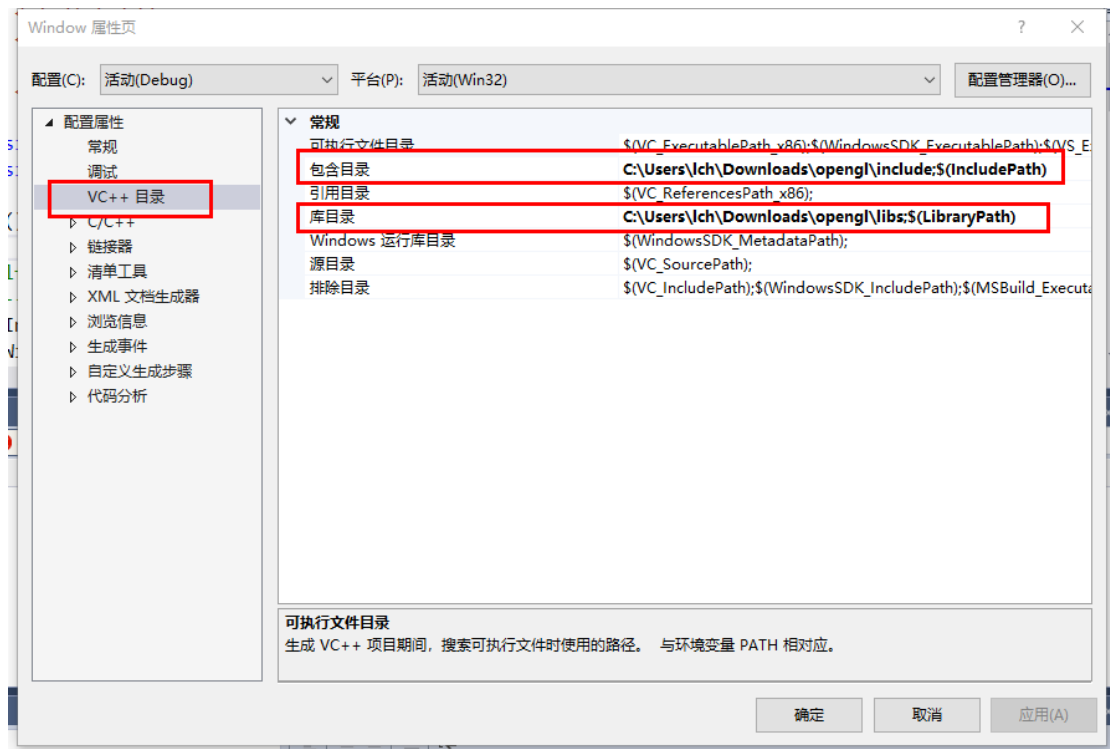 Window 属性页
配置(C): 活动(Debug) 平台(P): 活动(Win32) 配置管理器(O)...
配置属性
常规
调试
VC++ 目录
C/C++
链接器
清单工具
XML 文档生成器
浏览信息
生成事件
自定义生成步骤
代码分析
常规
可执行文件目录 $(VC_ExecutablePath_x86);$(WindowsSDK_ExecutablePath);$(VS_E
包含目录 C:\Users\lch\Downloads\opengl\include;$(IncludePath)
引用目录 $(VC_ReferencesPath_x86);
库目录 C:\Users\lch\Downloads\opengl\libs;$(LibraryPath)
Windows 运行库目录 $(WindowsSDK_MetadataPath);
源目录 $(VC_SourcePath);
排除目录 $(VC_IncludePath);$(WindowsSDK_IncludePath);$(MSBuild_Executa
可执行文件目录
生成 VC++ 项目期间，搜索可执行文件时使用的路径。 与环境变量 PATH 相对应。
确定 取消 应用(A)